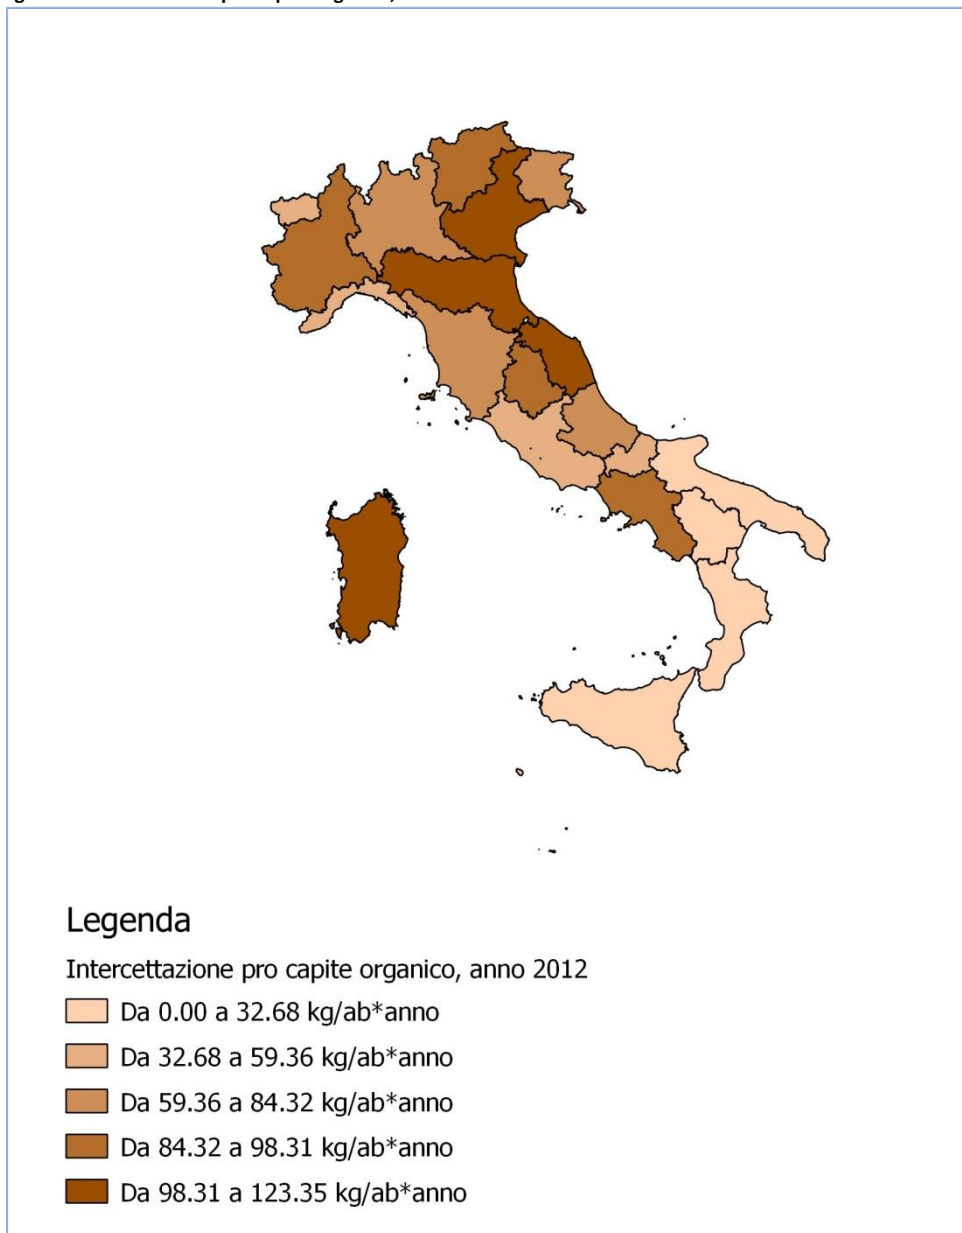 Legenda
Intercettazione pro capite organico, anno 2012
Da 0.00 a 32.68 kg/ab*anno
Da 32.68 a 59.36 kg/ab*anno
Da 59.36 a 84.32 kg/ab*anno
Da 84.32 a 98.31 kg/ab*anno
Da 98.31 a 123.35 kg/ab*anno